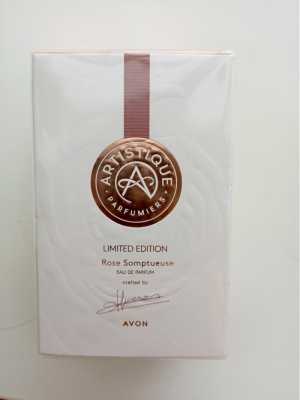 ARTISTIQUE
A
• PARFUMIERS •
LIMITED EDITION
Rose Somptueuse
EAU DE PARFUM
crafted by
AVON